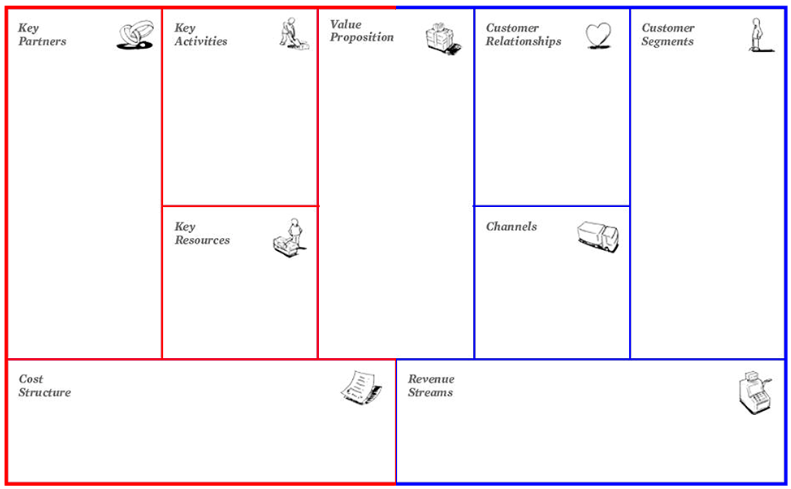 Key
Partners
Key
Activities
Value
Proposition
Customer
Relationships
Customer
Segments
Key
Resources
Channels
Cost
Structure
Revenue
Streams